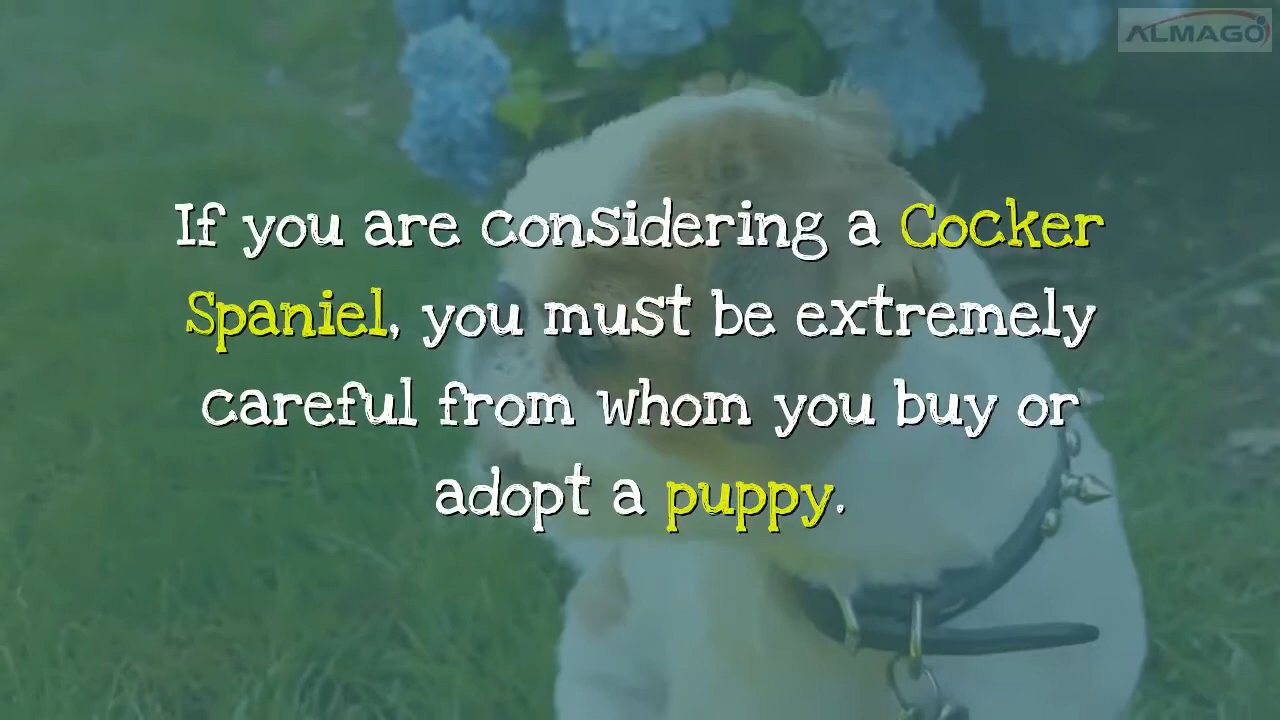 ALMAGO
If you are considering a Cocker
Spaniel, you must be extremely
careful from whom you buy or
adopt a puppy.